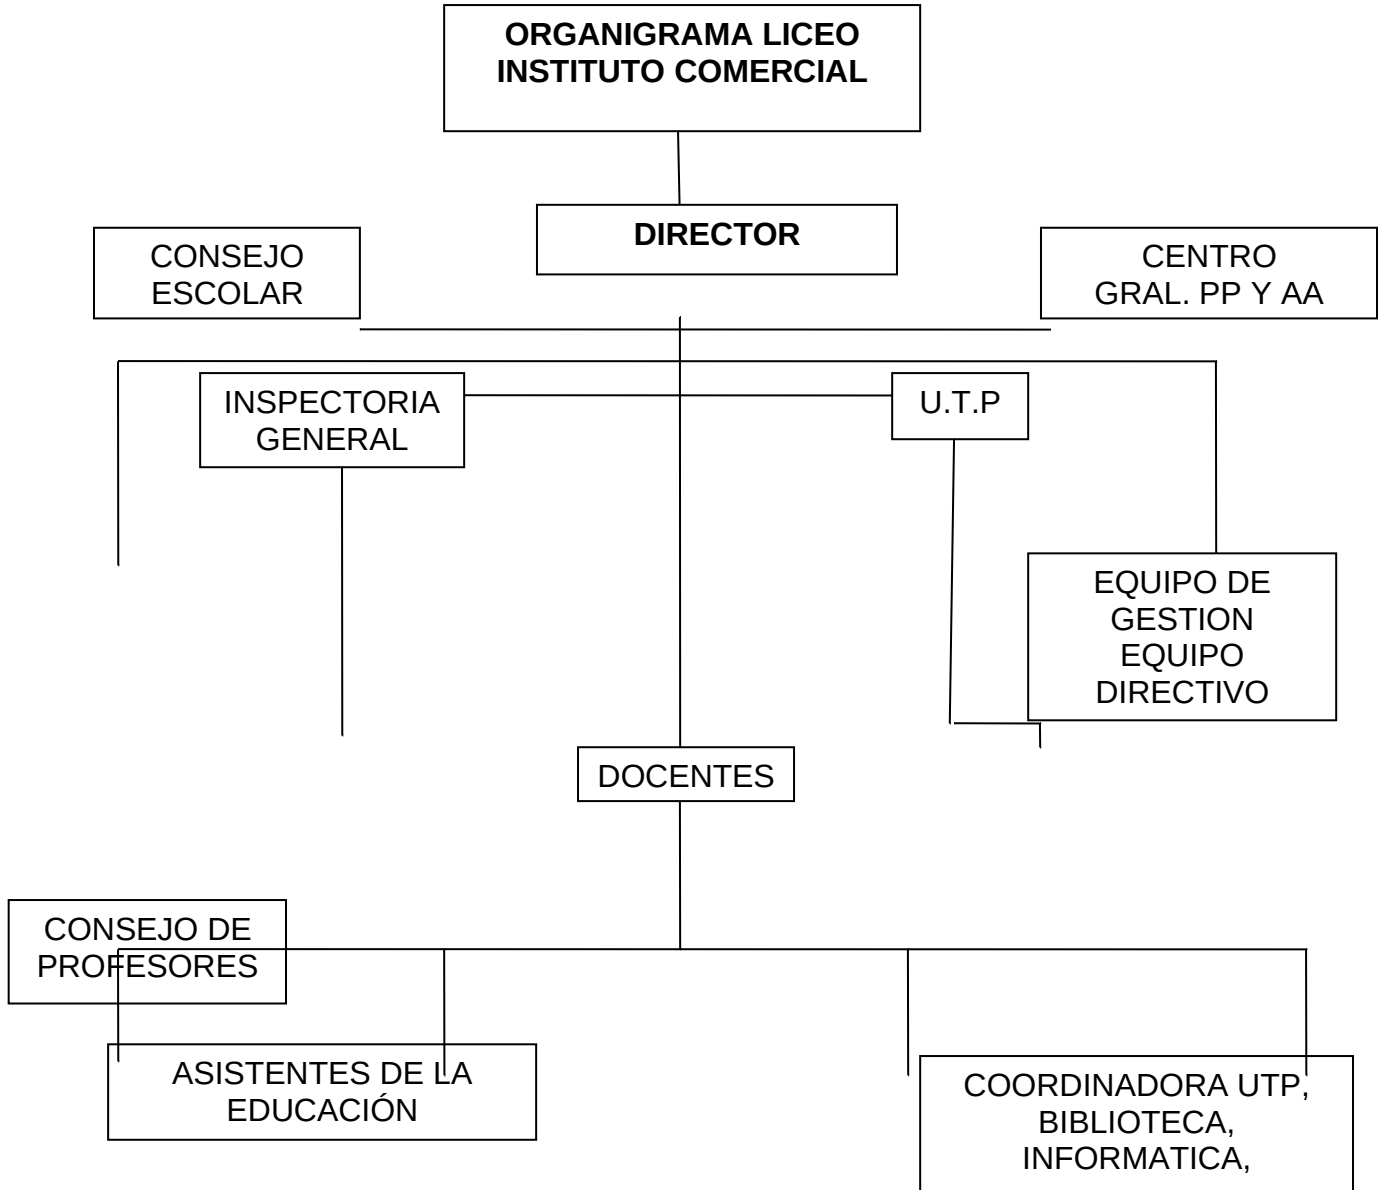 ORGANIGRAMA LICEO
INSTITUTO COMERCIAL
DIRECTOR
CONSEJO
ESCOLAR
CENTRO
GRAL. PP Y AA
INSPECTORIA
GENERAL
U.T.P
EQUIPO DE
GESTION
EQUIPO
DIRECTIVO
DOCENTES
CONSEJO DE
PROFESORES
ASISTENTES DE LA
EDUCACIÓN
COORDINADORA UTP,
BIBLIOTECA,
INFORMATICA,